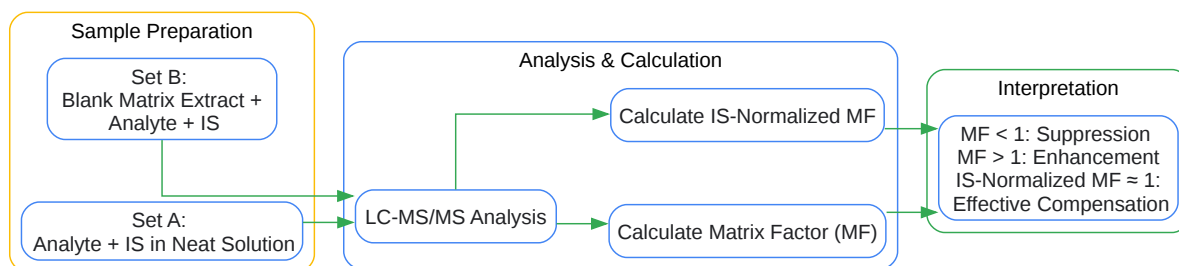 Sample Preparation
Set B:
Blank Matrix Extract +
Analyte + IS
Set A:
Analyte + IS in Neat Solution
Analysis & Calculation
Calculate IS-Normalized MF
LC-MS/MS Analysis
Calculate Matrix Factor (MF)
Interpretation
MF < 1: Suppression
MF > 1: Enhancement
IS-Normalized MF ≈ 1:
Effective Compensation